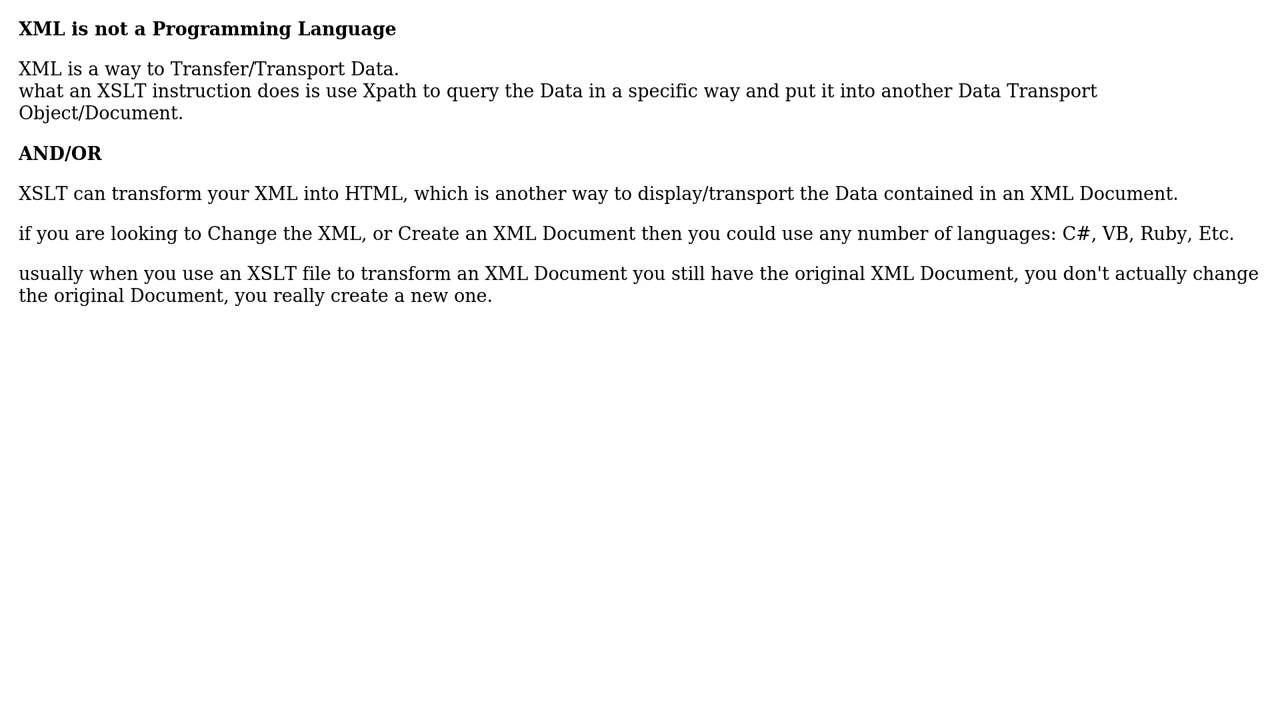 XML is not a Programming Language
XML is a way to Transfer/Transport Data.
what an XSLT instruction does is use Xpath to query the Data in a specific way and put it into another Data Transport
Object/Document.
AND/OR
XSLT can transform your XML into HTML, which is another way to display/transport the Data contained in an XML Document.
if you are looking to Change the XML, or Create an XML Document then you could use any number of languages: C#, VB, Ruby, Etc.
usually when you use an XSLT file to transform an XML Document you still have the original XML Document, you don't actually change
the original Document, you really create a new one.